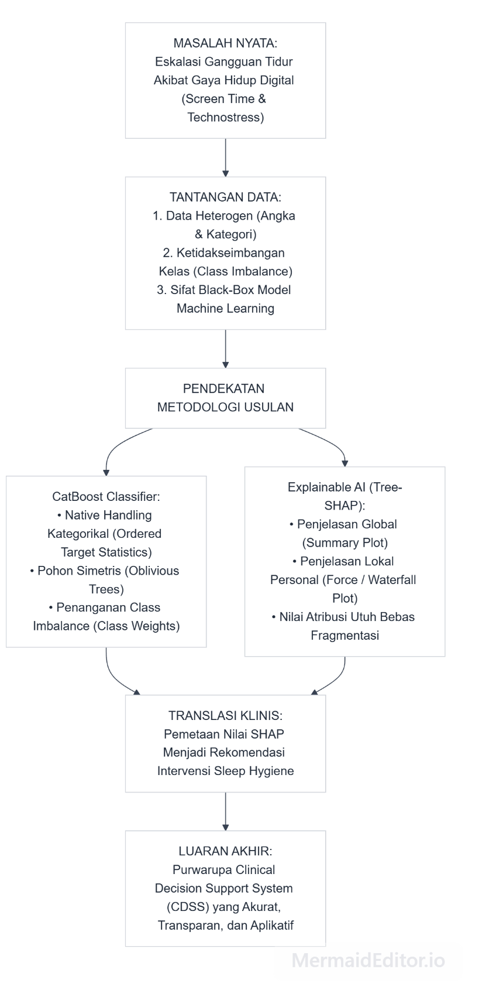 MASALAH NYATA:
Eskalasi Gangguan Tidur
Akibat Gaya Hidup Digital
(Screen Time &
Technostress)
TANTANGAN DATA:
1. Data Heterogen (Angka
& Kategori)
2. Ketidakseimbangan
Kelas (Class Imbalance)
3. Sifat Black-Box Model
Machine Learning
PENDEKATAN
METODOLOGI USULAN
CatBoost Classifier:
• Native Handling
Kategorikal (Ordered
Target Statistics)
• Pohon Simetris (Oblivious
Trees)
• Penanganan Class
Imbalance (Class Weights)
Explainable AI (Tree-
SHAP):
• Penjelasan Global
(Summary Plot)
• Penjelasan Lokal
Personal (Force / Waterfall
Plot)
• Nilai Atribusi Utuh Bebas
Fragmentasi
TRANSLASI KLINIS:
Pemetaan Nilai SHAP
Menjadi Rekomendasi
Intervensi Sleep Hygiene
LUARAN AKHIR:
Purwarupa Clinical
Decision Support System
(CDSS) yang Akurat,
Transparan, dan Aplikatif
MermaidEditor.io